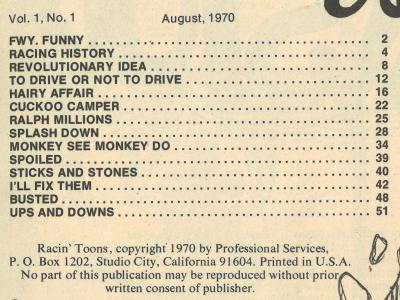 Vol. 1, No. 1 August, 1970
FWY. FUNNY 2
RACING HISTORY 4
REVOLUTIONARY IDEA 8
TO DRIVE OR NOT TO DRIVE 12
HAIRY AFFAIR 16
CUCKOO CAMPER 22
RALPH MILLIONS 25
SPLASH DOWN 28
MONKEY SEE MONKEY DO 34
SPOILED 39
STICKS AND STONES 40
I'LL FIX THEM 42
BUSTED 48
UPS AND DOWNS 51
Racin' Toons, copyright 1970 by Professional Services,
P. O. Box 1202, Studio City, California 91604. Printed in U.S.A.
No part of this publication may be reproduced without prior
written consent of publisher.